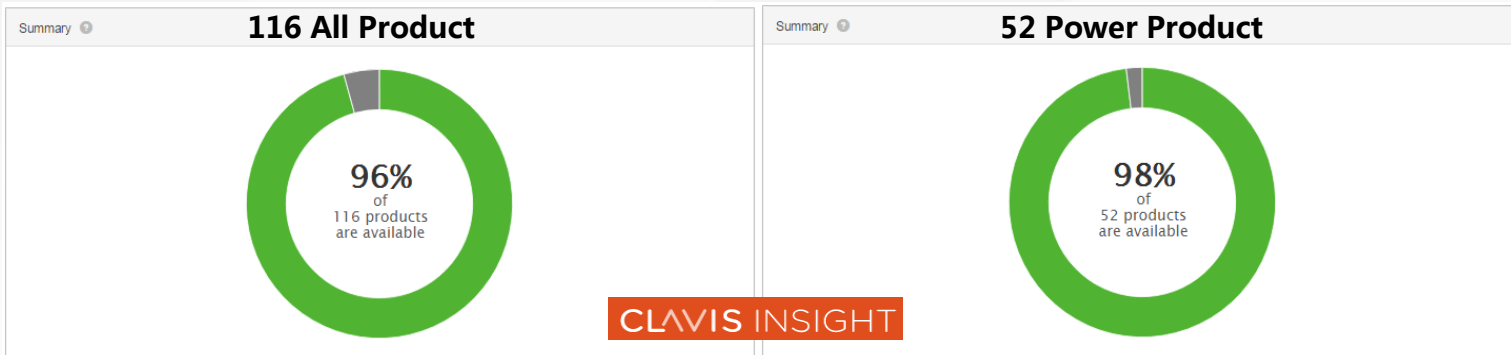 Summary ?
116 All Product
96%
of
116 products
are available
Summary ?
52 Power Product
98%
of
52 products
are available
CLAVIS INSIGHT